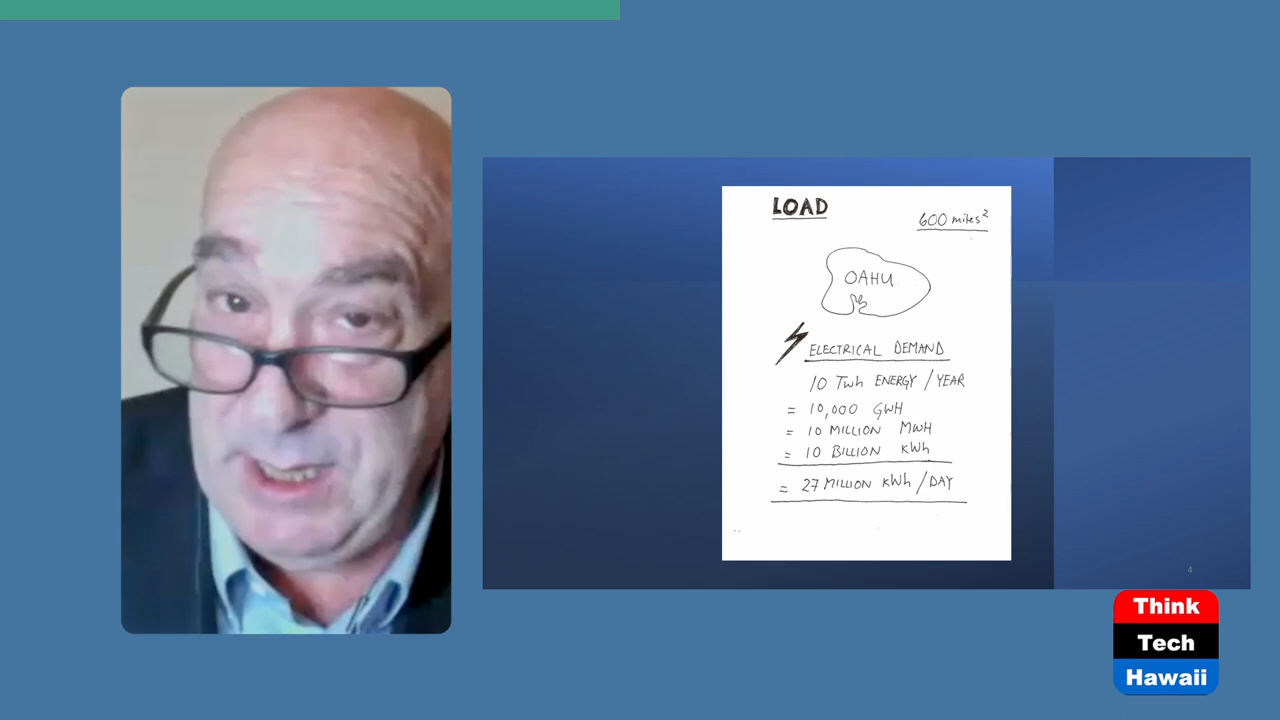 LOAD
600 miles²
OAHU
ELECTRICAL DEMAND
10 Twh ENERGY / YEAR
= 10,000 GWH
= 10 MILLION MWH
= 10 BILLION KWh
= 27 MILLION KWh / DAY
4
Think
Tech
Hawaii